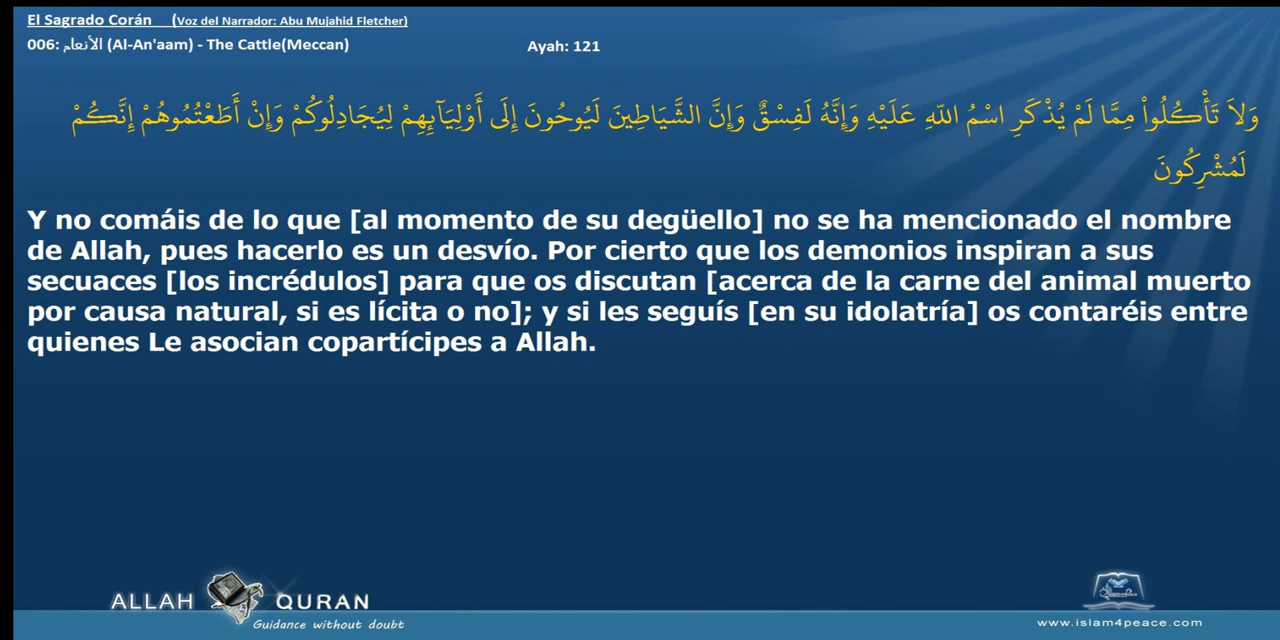 El Sagrado Corán (Voz del Narrador: Abu Mujahid Fletcher)
006: الأنعام (Al-An'aam) - The Cattle(Meccan) Ayah: 121
وَلاَ تَأْكُلُواْ مِمَّا لَمْ يُذْكَرِ اسْمُ اللّهِ عَلَيْهِ وَإِنَّهُ لَفِسْقٌ وَإِنَّ الشَّيَاطِينَ لَيُوحُونَ إِلَى أَوْلِيَآئِهِمْ لِيُجَادِلُوكُمْ وَإِنْ أَطَعْتُمُوهُمْ إِنَّكُمْ
لَمُشْرِكُونَ
Y no comáis de lo que [al momento de su degüello] no se ha mencionado el nombre
de Allah, pues hacerlo es un desvío. Por cierto que los demonios inspiran a sus
secuaces [los incrédulos] para que os discutan [acerca de la carne del animal muerto
por causa natural, si es lícita o no]; y si les seguís [en su idolatría] os contaréis entre
quienes Le asocian copartícipes a Allah.
ALLAH QURAN
Guidance without doubt
www.islam4peace.com